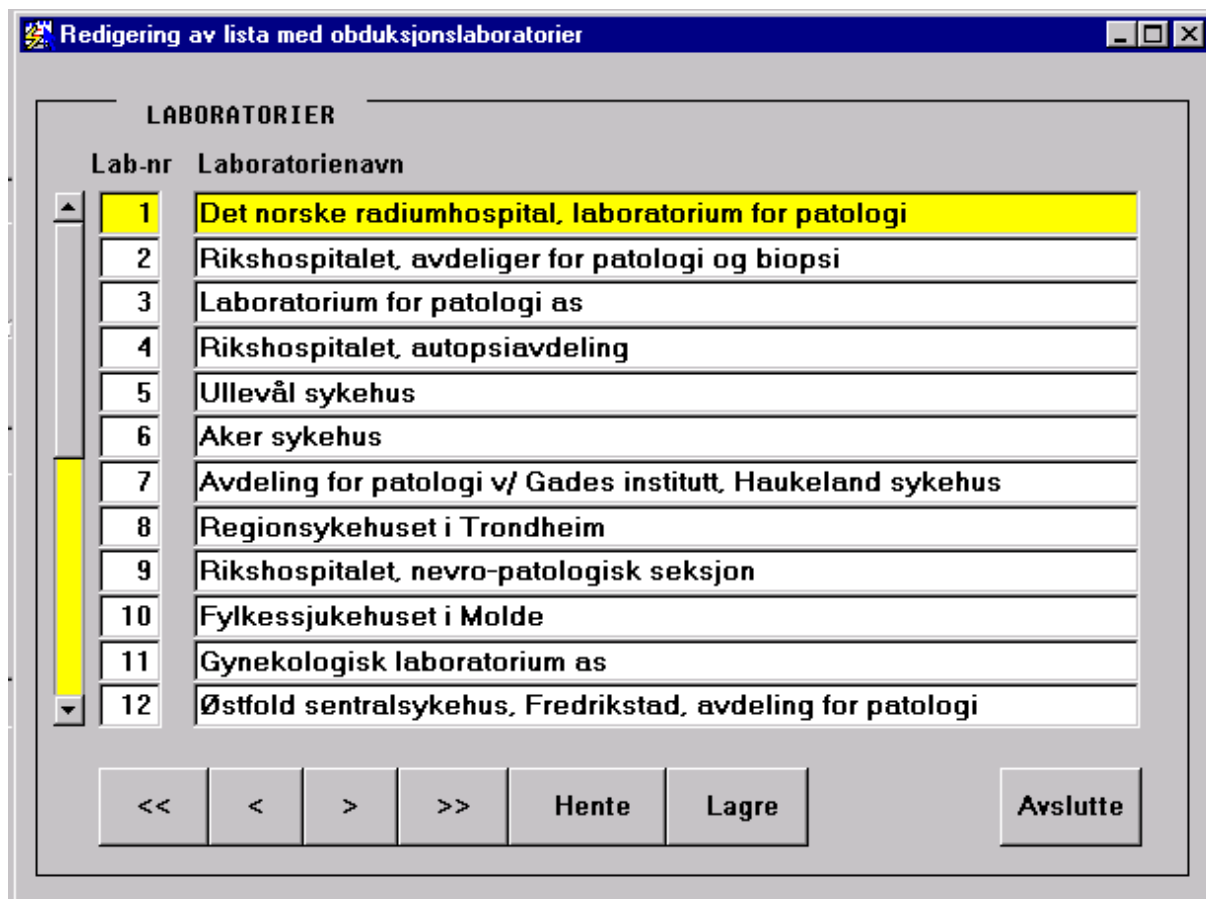 Redigering av lista med obduksjonslaboratorier
LABORATORIER
Lab-nr Laboratorienavn
1 Det norske radiumhospital, laboratorium for patologi
2 Rikshospitalet, avdeliger for patologi og biopsi
3 Laboratorium for patologi as
4 Rikshospitalet, autopsiavdeling
5 Ullevål sykehus
6 Aker sykehus
7 Avdeling for patologi v/ Gades institutt, Haukeland sykehus
8 Regionsykehuset i Trondheim
9 Rikshospitalet, nevro-patologisk seksjon
10 Fylkessjukehuset i Molde
11 Gynekologisk laboratorium as
12 Østfold sentralsykehus, Fredrikstad, avdeling for patologi
<< < > >> Hente Lagre Avslutte